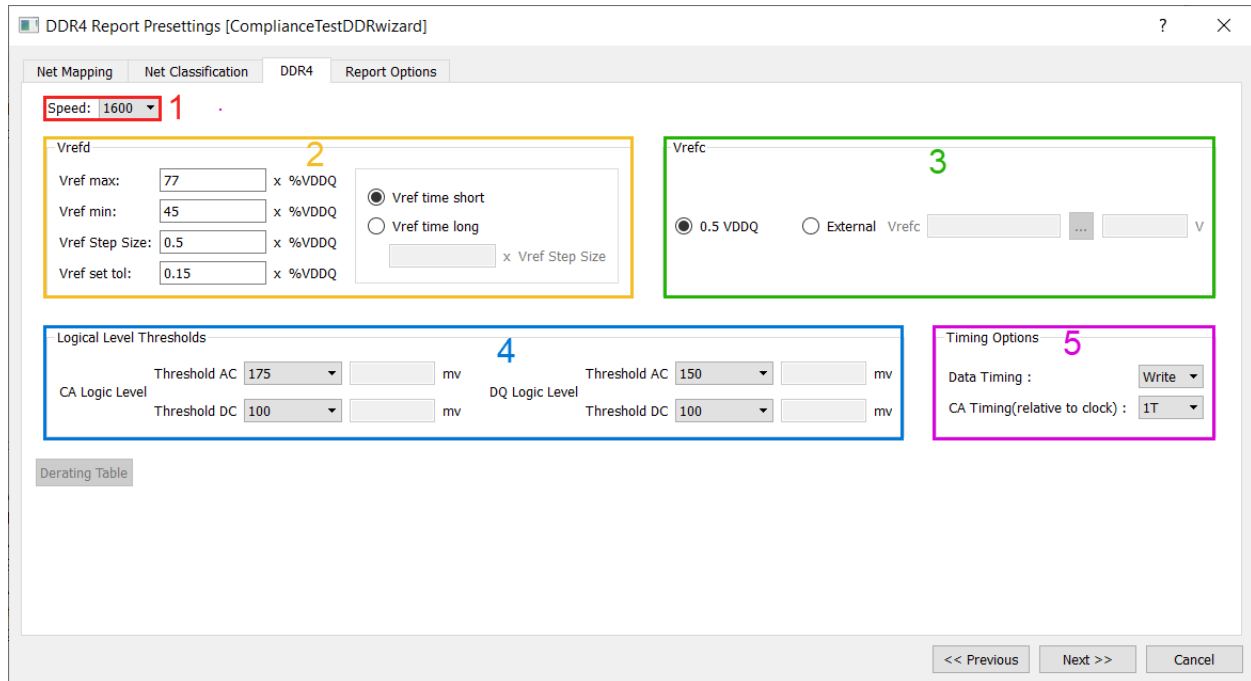 DDR4 Report Presettings [ComplianceTestDDRwizard] ?
Net Mapping Net Classification DDR4 Report Options
Speed: 1600 1
Vrefd 2
Vref max: 77 x %VDDQ
Vref min: 45 x %VDDQ
Vref Step Size: 0.5 x %VDDQ
Vref set tol: 0.15 x %VDDQ
Vref time short
Vref time long
x Vref Step Size
Vrefc 3
0.5 VDDQ External Vrefc ... V
Logical Level Thresholds 4
CA Logic Level
Threshold AC 175 mv
Threshold DC 100 mv
DQ Logic Level
Threshold AC 150 mv
Threshold DC 100 mv
Timing Options 5
Data Timing : Write
CA Timing(relative to clock) : 1T
Derating Table
<< Previous Next >> Cancel